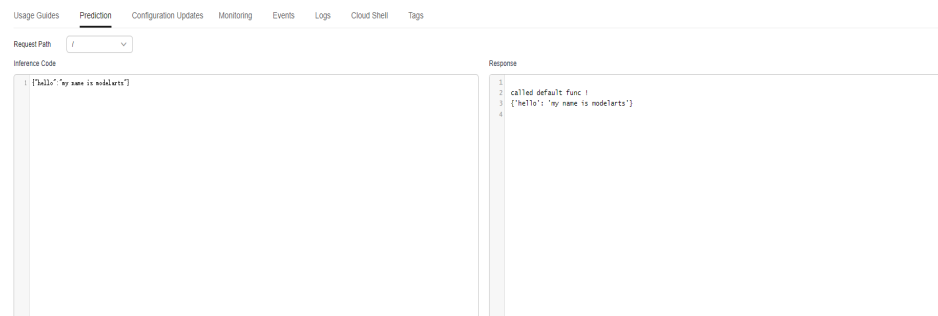 Usage Guides Prediction Configuration Updates Monitoring Events Logs Cloud Shell Tags
Request Path /
Inference Code
1 {"hello":"my name is modelarts"}
Response
1
2 called default func !
3 {'hello': 'my name is modelarts'}
4